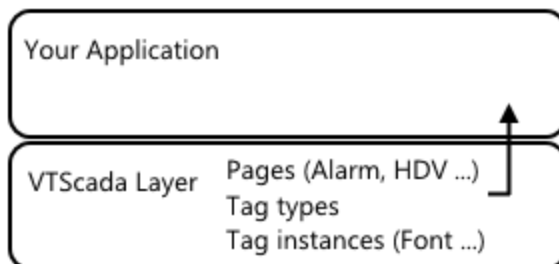 Your Application
VTScada Layer
Pages (Alarm, HDV ...)
Tag types
Tag instances (Font ...)